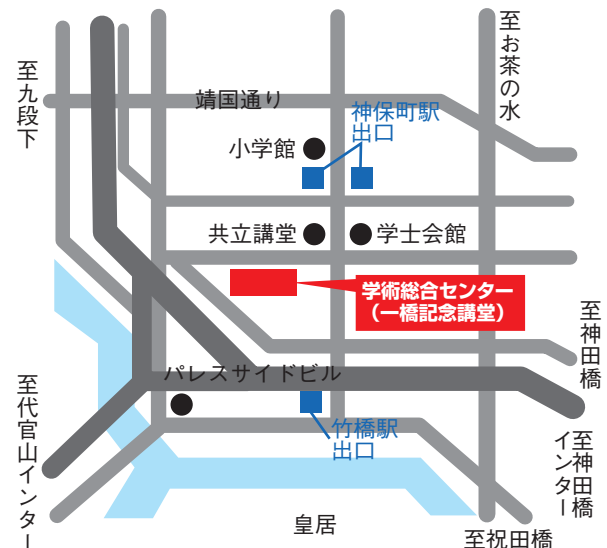 至お茶の水
至九段下
靖国通り
神保町駅
出口
小学館
共立講堂
学士会館
学術総合センター
（一橋記念講堂）
至神田橋
パレスサイドビル
至代官山インター
竹橋駅
出口
至神田橋
インター
皇居
至祝田橋